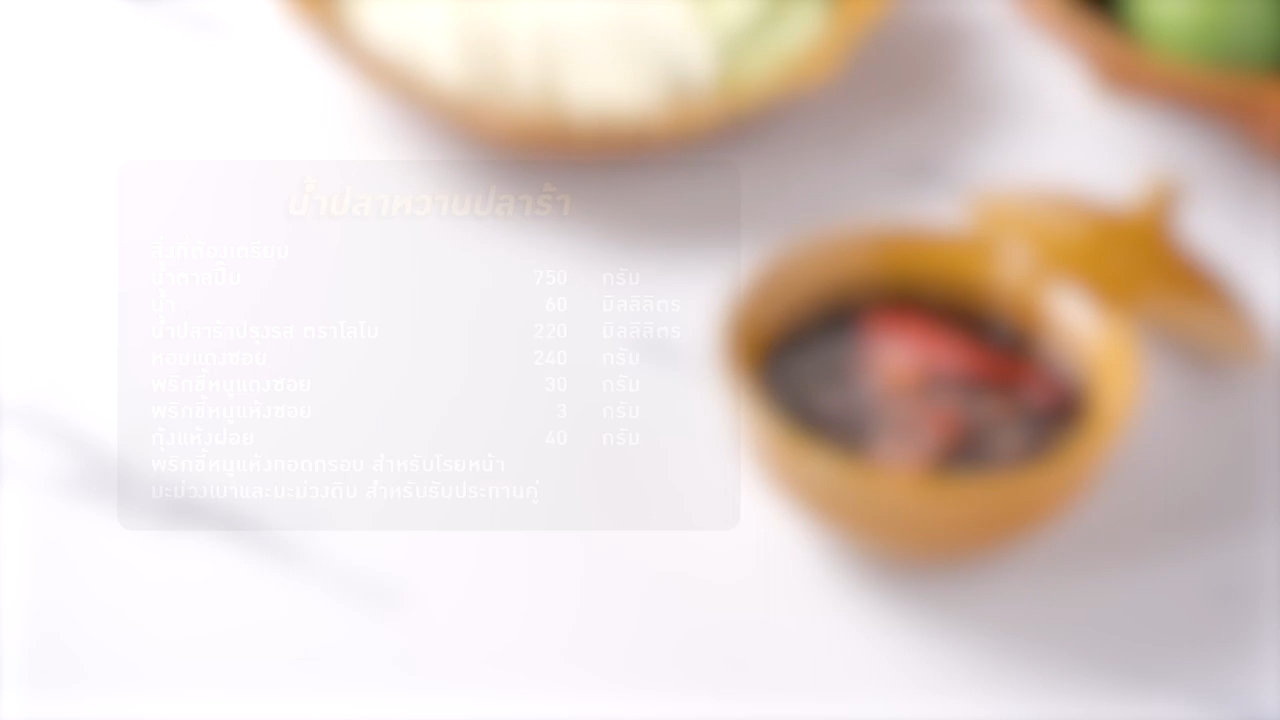 น้ำปลาหวานปลาร้า
สิ่งที่ต้องเตรียม
น้ำตาลปี๊บ 750 กรัม
น้ำ 60 มิลลิลิตร
น้ำปลาร้าปรุงรส ตราโลโบ 220 มิลลิลิตร
หอมแดงซอย 240 กรัม
พริกขี้หนูแดงซอย 30 กรัม
พริกขี้หนูแห้งซอย 3 กรัม
กุ้งแห้งฝอย 40 กรัม
พริกขี้หนูแห้งทอดกรอบ สำหรับโรยหน้า
มะม่วงเบาและมะม่วงดิบ สำหรับรับประทานคู่